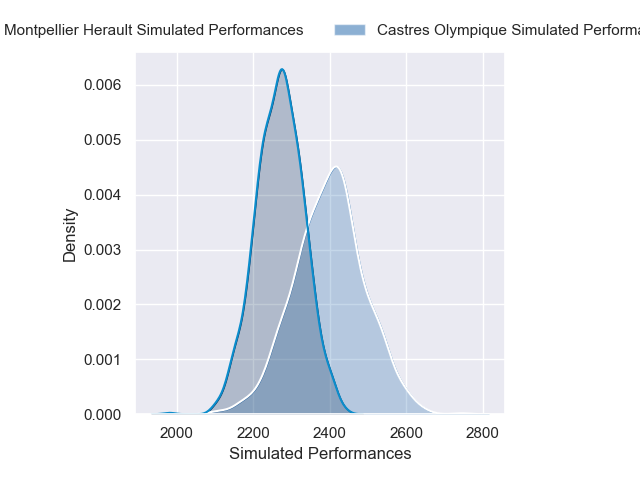 Montpellier Herault Simulated Performances
Castres Olympique Simulated Performa
0.006
0.005
0.004
0.003
0.002
0.001
0.000
Density
2000 2200 2400 2600 2800
Simulated Performances